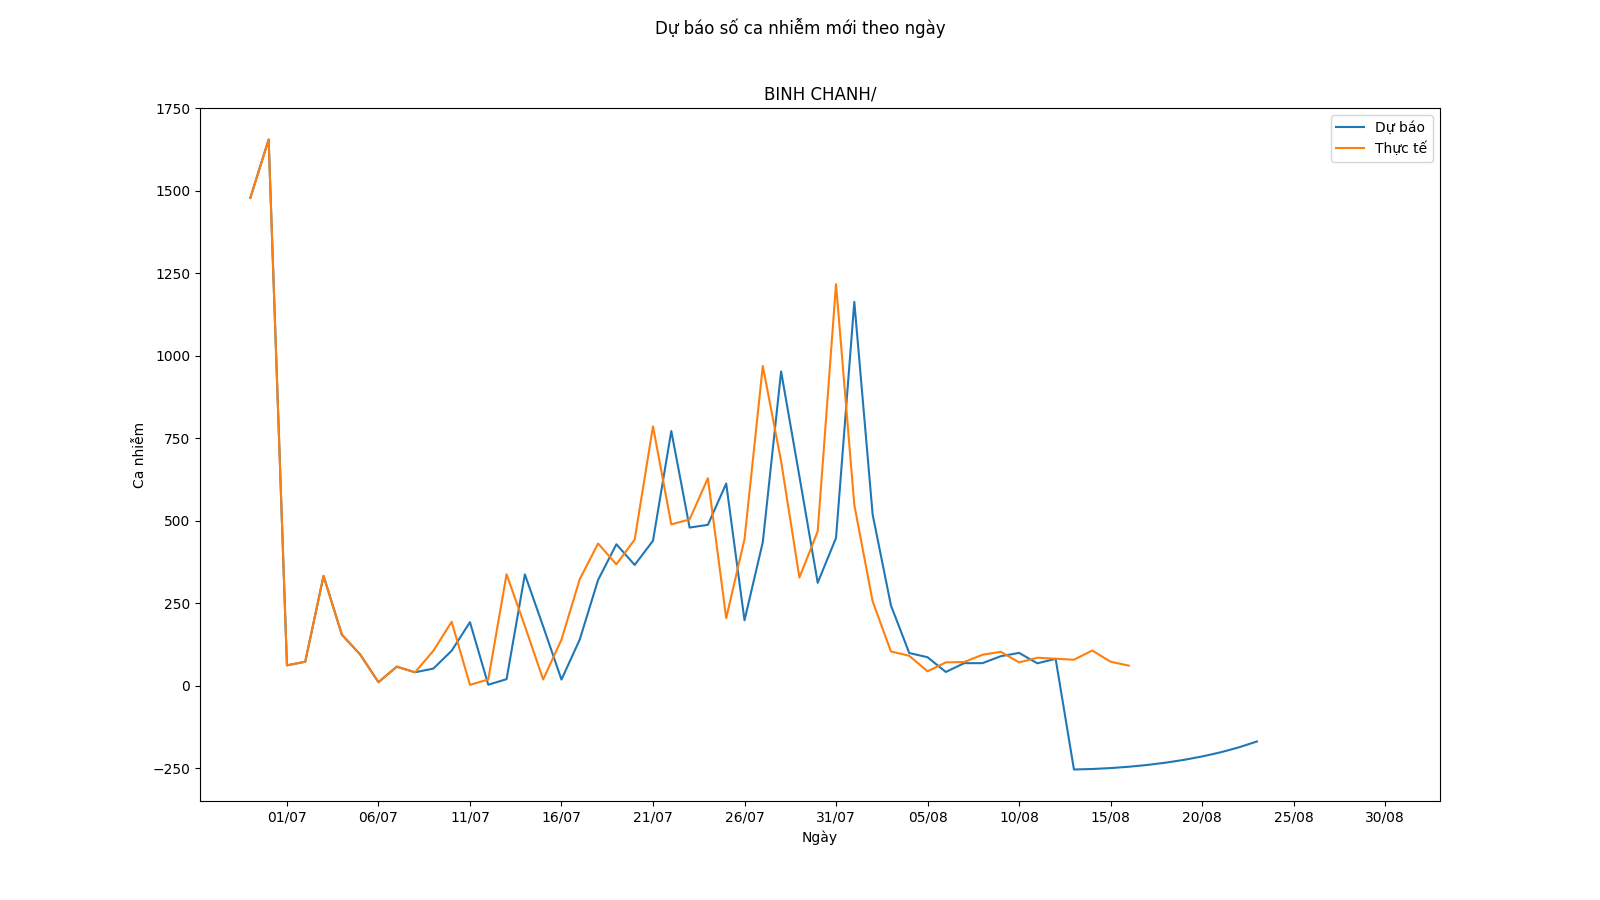 Dự báo số ca nhiễm mới theo ngày
BINH CHANH/
Dự báo
Thực tế
Ca nhiễm
1750
1500
1250
1000
750
500
250
0
−250
01/07 06/07 11/07 16/07 21/07 26/07 31/07 05/08 10/08 15/08 20/08 25/08 30/08
Ngày